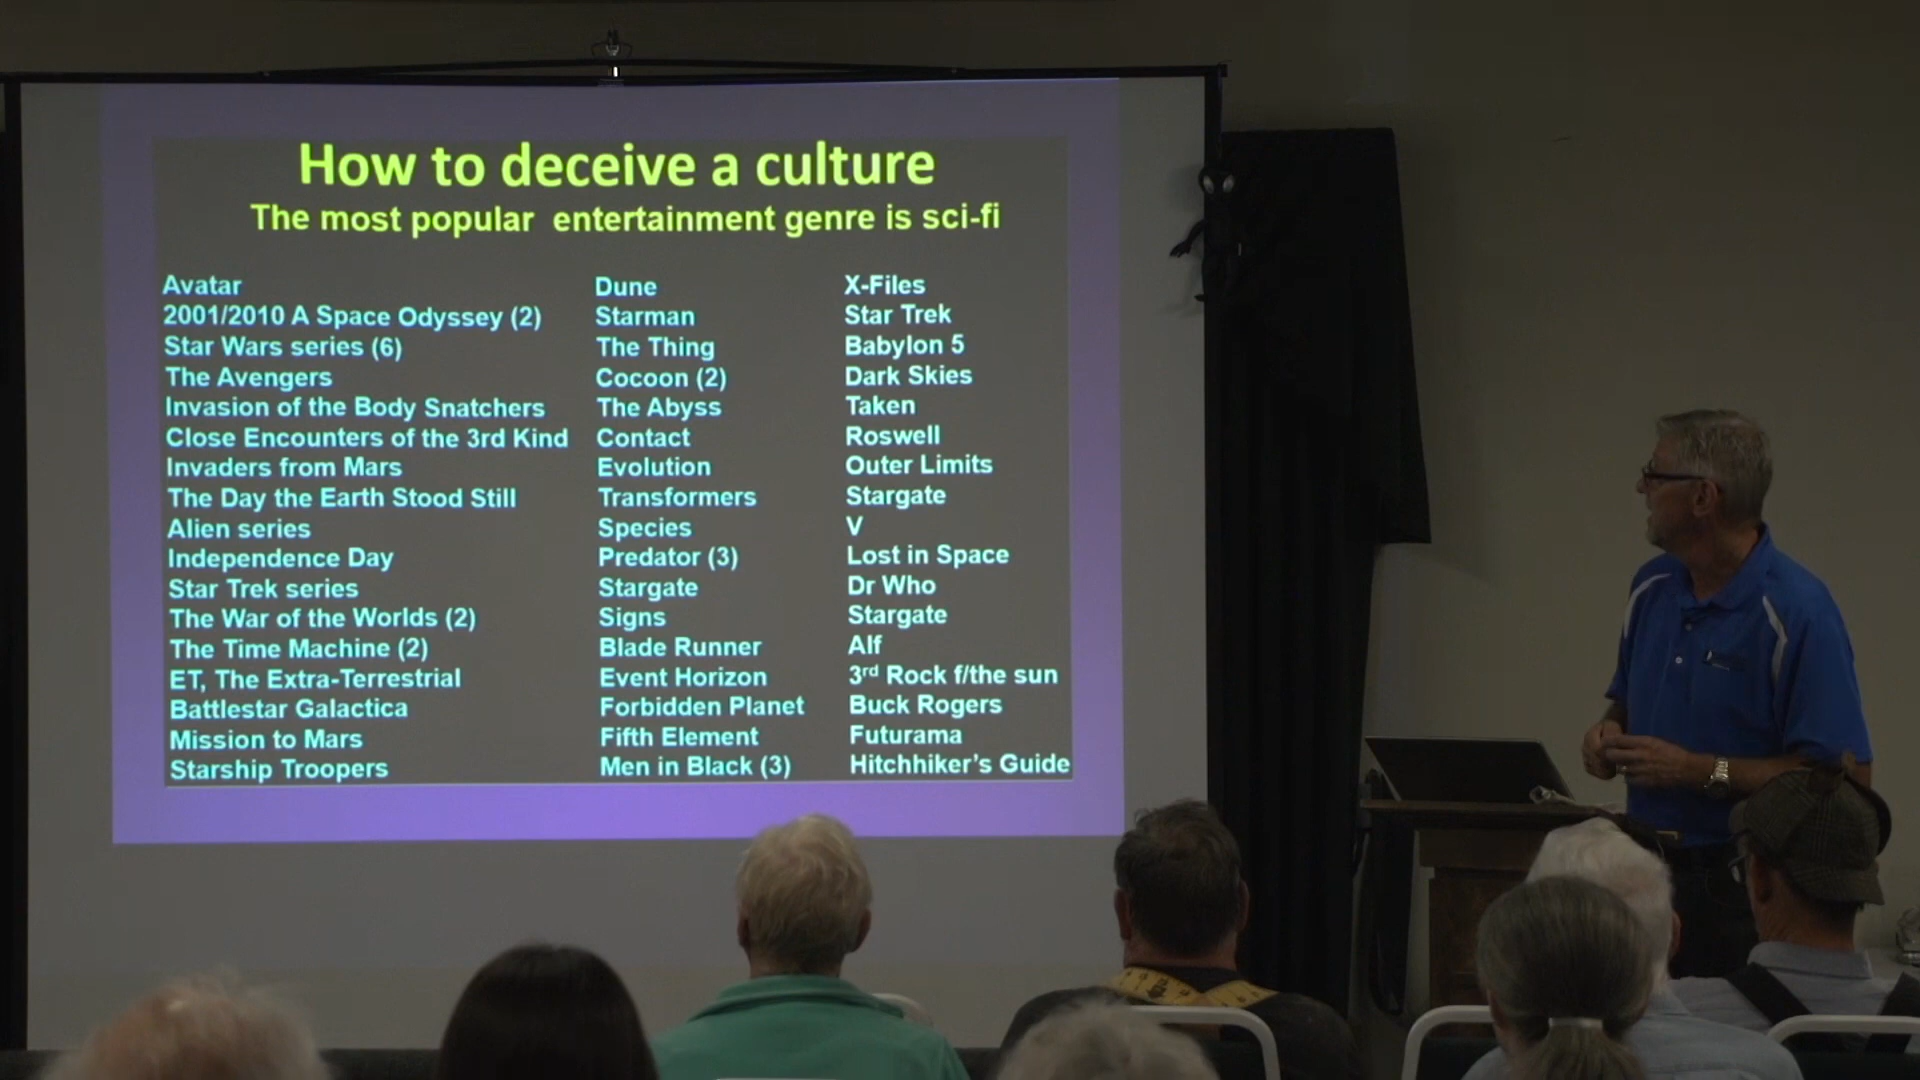 How to deceive a culture
The most popular entertainment genre is sci-fi
Avatar
2001/2010 A Space Odyssey (2)
Star Wars series (6)
The Avengers
Invasion of the Body Snatchers
Close Encounters of the 3rd Kind
Invaders from Mars
The Day the Earth Stood Still
Alien series
Independence Day
Star Trek series
The War of the Worlds (2)
The Time Machine (2)
ET, The Extra-Terrestrial
Battlestar Galactica
Mission to Mars
Starship Troopers
Dune
Starman
The Thing
Cocoon (2)
The Abyss
Contact
Evolution
Transformers
Species
Predator (3)
Stargate
Signs
Blade Runner
Event Horizon
Forbidden Planet
Fifth Element
Men in Black (3)
X-Files
Star Trek
Babylon 5
Dark Skies
Taken
Roswell
Outer Limits
Stargate
V
Lost in Space
Dr Who
Stargate
Alf
3rd Rock f/the sun
Buck Rogers
Futurama
Hitchhiker's Guide